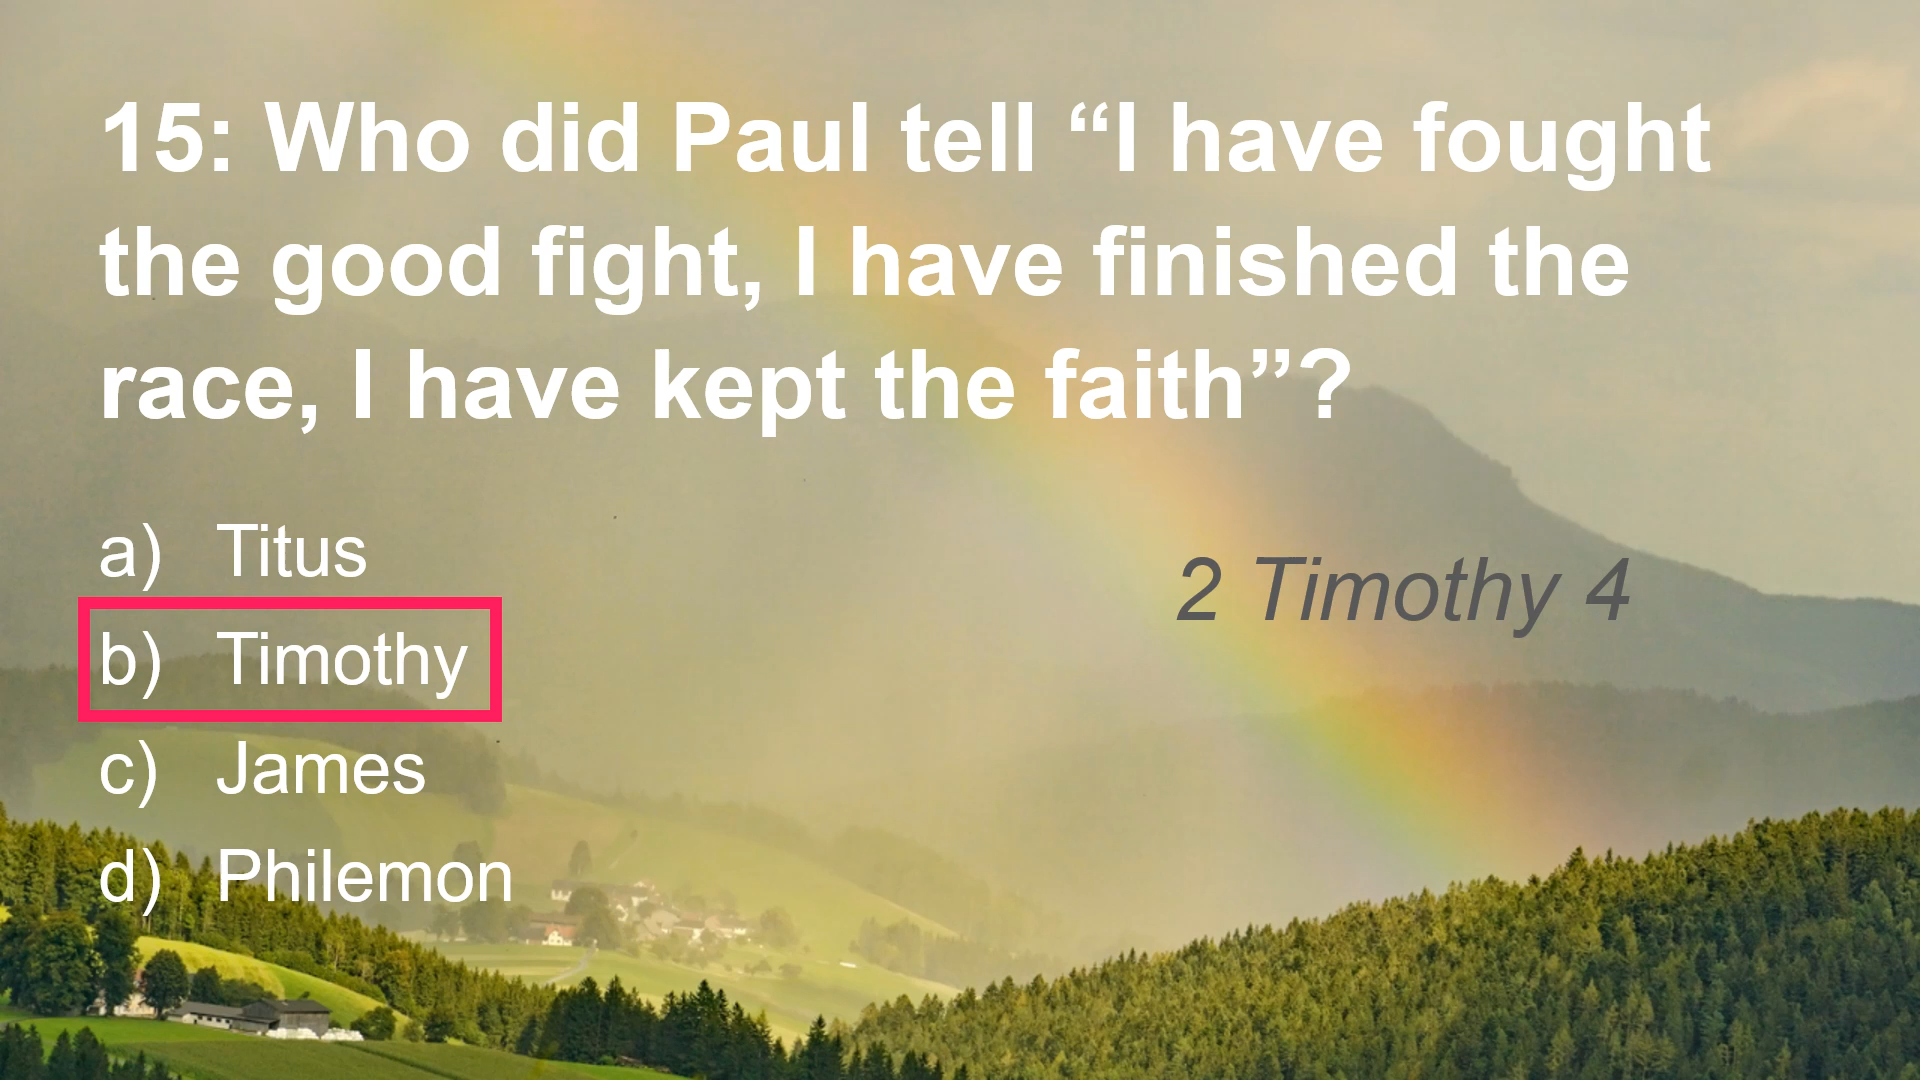 15: Who did Paul tell “I have fought
the good fight, I have finished the
race, I have kept the faith”?
a) Titus
b) Timothy
c) James
d) Philemon
2 Timothy 4